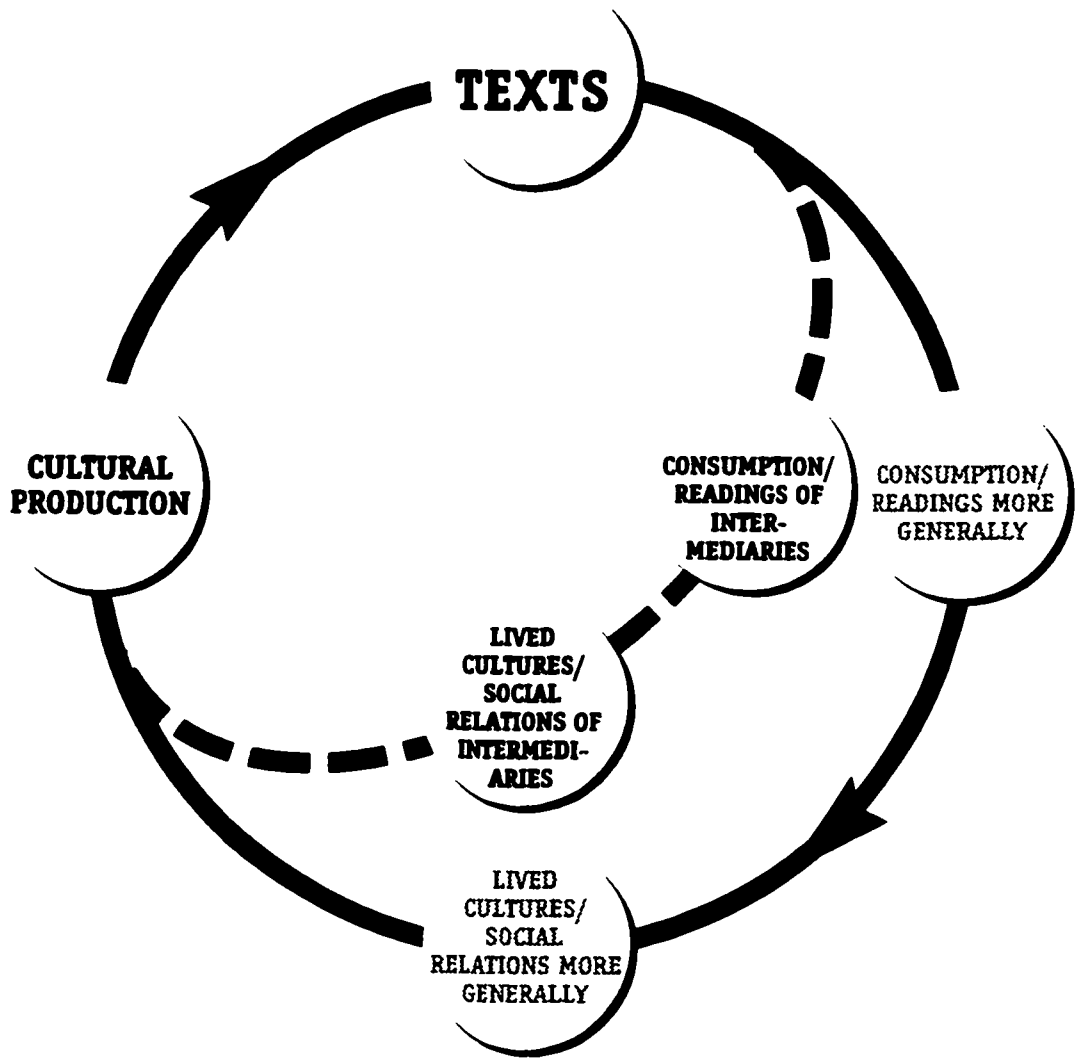 TEXTS
CULTURAL
PRODUCTION
CONSUMPTION/
READINGS OF
INTER-
MEDIARIES
CONSUMPTION/
READINGS MORE
GENERALLY
LIVED
CULTURES/
SOCIAL
RELATIONS OF
INTERMEDI-
ARIES
LIVED
CULTURES/
SOCIAL
RELATIONS MORE
GENERALLY